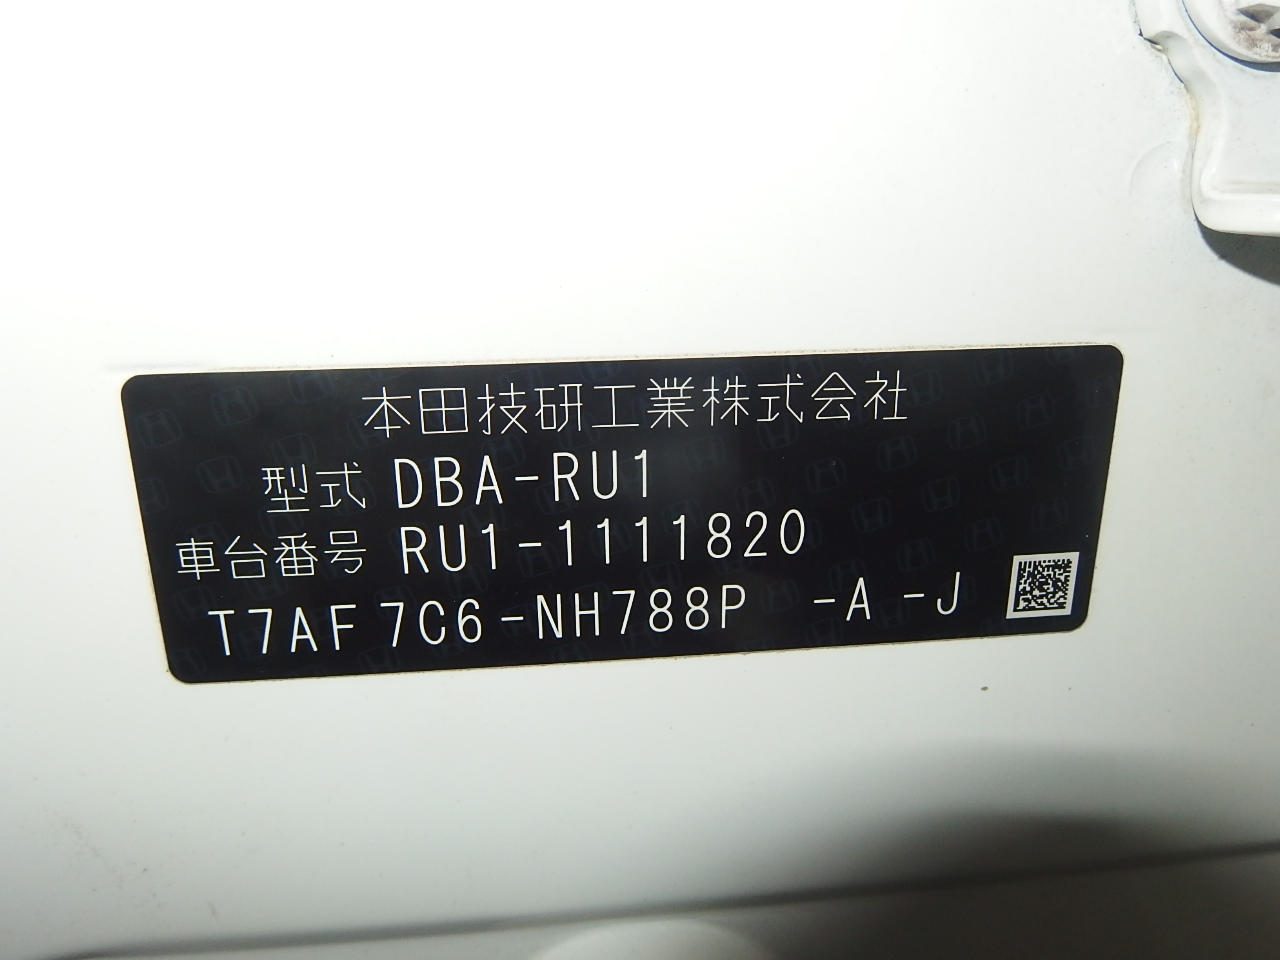 本田技研工業株式会社
型式 DBA-RU1
車台番号 RU1-1111820
T7AF 7C6-NH788P -A -J